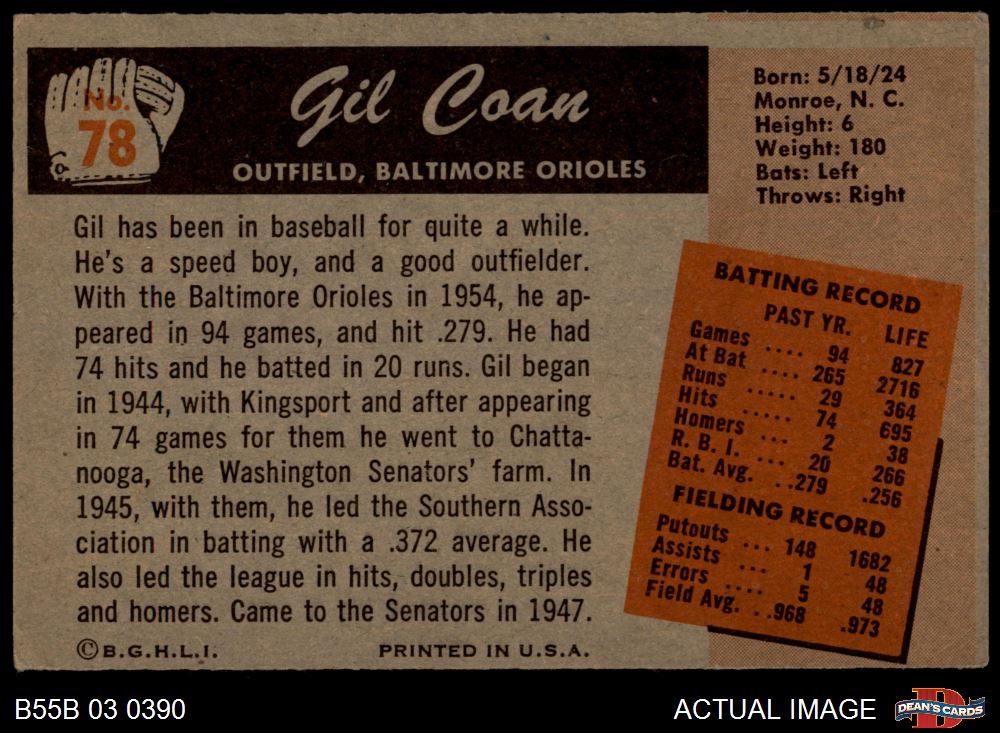 No.
78
Gil Coan
OUTFIELD, BALTIMORE ORIOLES
Born: 5/18/24
Monroe, N. C.
Height: 6
Weight: 180
Bats: Left
Throws: Right
Gil has been in baseball for quite a while.
He's a speed boy, and a good outfielder.
With the Baltimore Orioles in 1954, he ap-
peared in 94 games, and hit .279. He had
74 hits and he batted in 20 runs. Gil began
in 1944, with Kingsport and after appearing
in 74 games for them he went to Chatta-
nooga, the Washington Senators' farm. In
1945, with them, he led the Southern Asso-
ciation in batting with a .372 average. He
also led the league in hits, doubles, triples
and homers. Came to the Senators in 1947.
©B.G.H.L.I. PRINTED IN U.S.A.
BATTING RECORD
PAST YR. LIFE
Games .... 94 827
At Bat .... 265 2716
Runs ..... 29 364
Hits ..... 74 695
Homers ... 2 38
R. B. I. ... 20 266
Bat. Avg. ..279 .256
FIELDING RECORD
Putouts ... 148 1682
Assists ... 1 48
Errors .... 5 48
Field Avg. ..968 .973
B55B 03 0390
ACTUAL IMAGE
DEAN'S CARDS